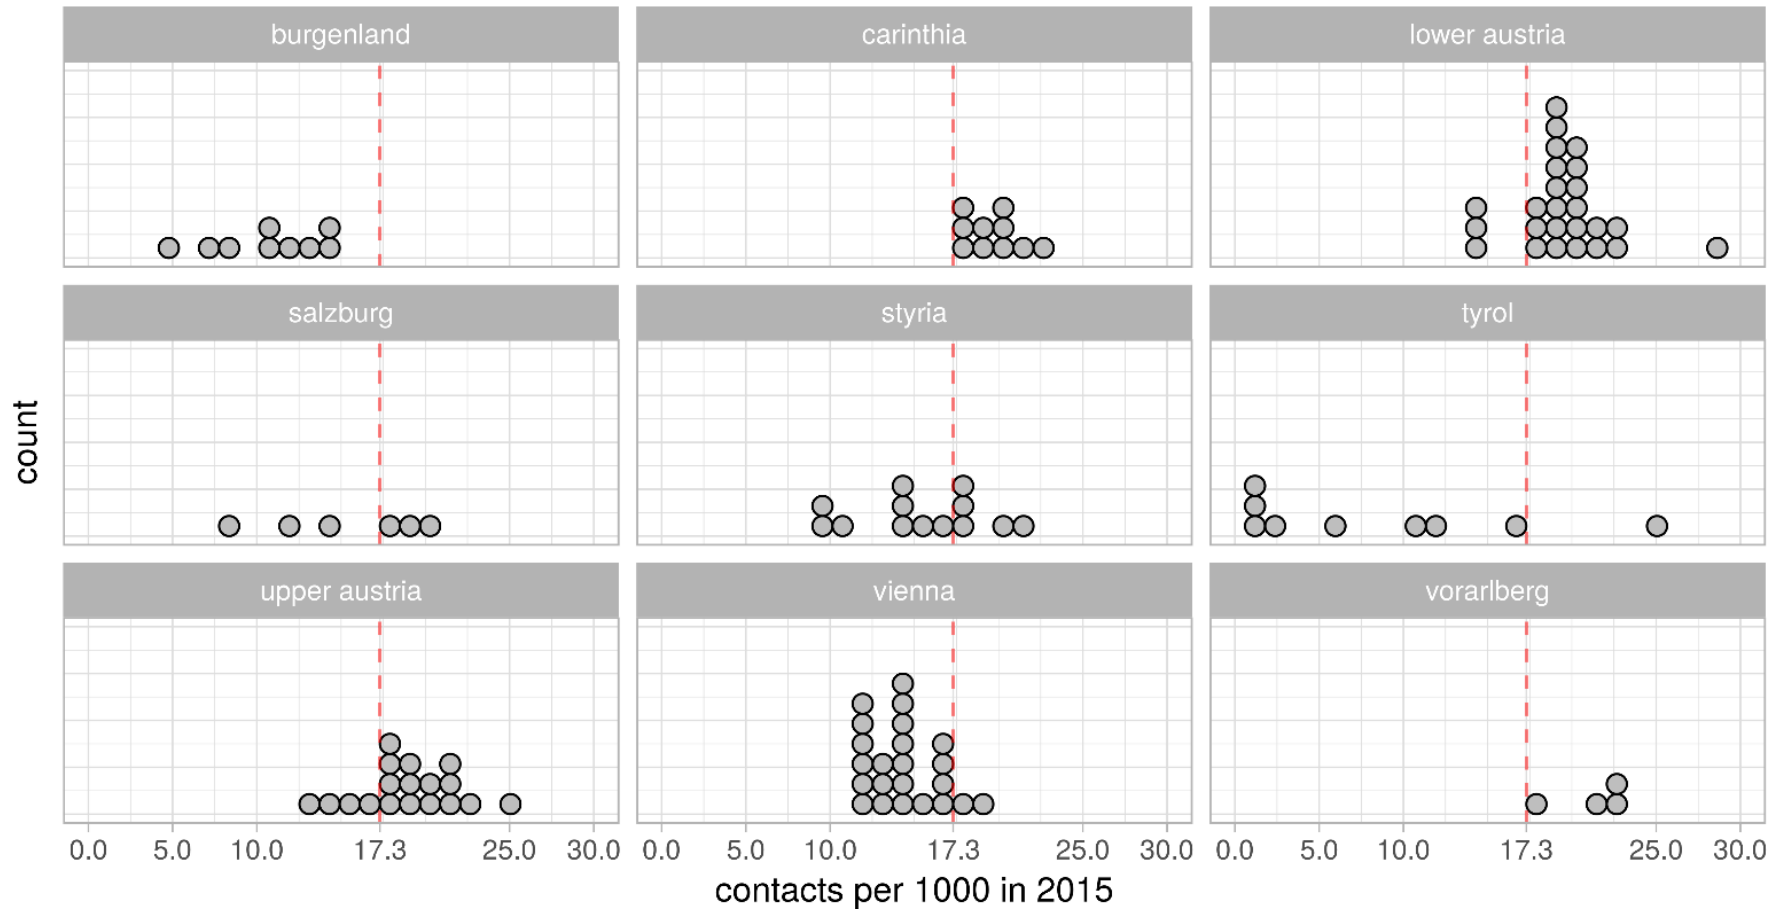 burgenland
carinthia
lower austria
salzburg
styria
tyrol
count
upper austria
vienna
vorarlberg
0.0 5.0 10.0 17.3 25.0 30.0 0.0 5.0 10.0 17.3 25.0 30.0 0.0 5.0 10.0 17.3 25.0 30.0
contacts per 1000 in 2015